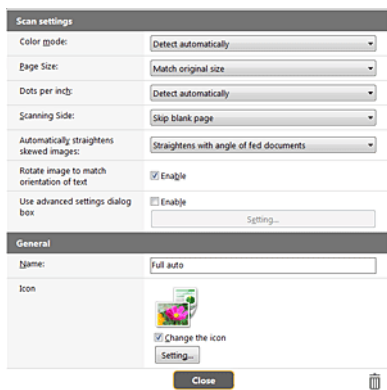 Scan settings
Color mode: Detect automatically
Page Size: Match original size
Dots per inch: Detect automatically
Scanning Side: Skip blank page
Automatically straightens
skewed images: Straightens with angle of fed documents
Rotate image to match
orientation of text Enable
Use advanced settings dialog
box Enable
Setting...
General
Name: Full auto
Icon
Change the icon
Setting...
Close